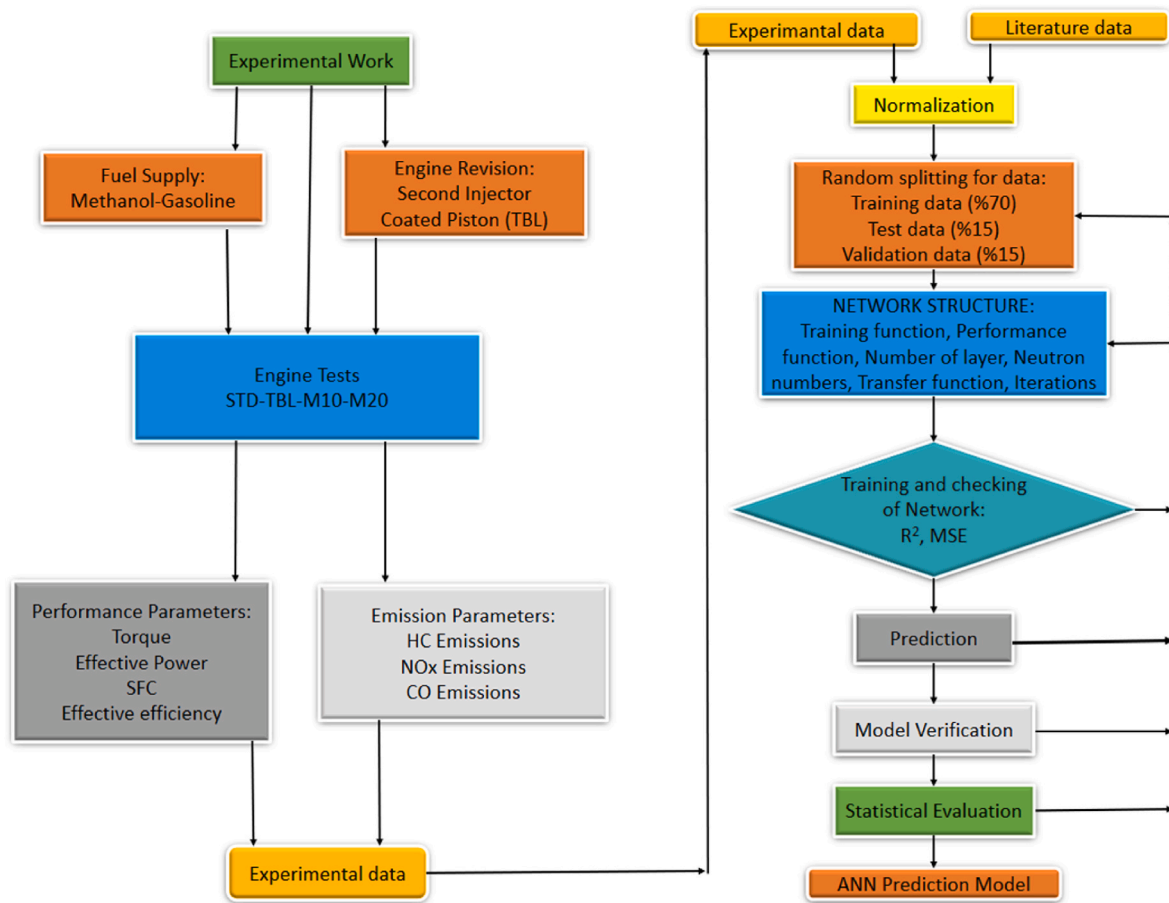 Experimental Work
Fuel Supply:
Methanol-Gasoline
Engine Revision:
Second Injector
Coated Piston (TBL)
Engine Tests
STD-TBL-M10-M20
Performance Parameters:
Torque
Effective Power
SFC
Effective efficiency
Emission Parameters:
HC Emissions
NOx Emissions
CO Emissions
Experimental data
Experimantal data
Literature data
Normalization
Random splitting for data:
Training data (%70)
Test data (%15)
Validation data (%15)
NETWORK STRUCTURE:
Training function, Performance
function, Number of layer, Neutron
numbers, Transfer function, Iterations
Training and checking
of Network:
R², MSE
Prediction
Model Verification
Statistical Evaluation
ANN Prediction Model